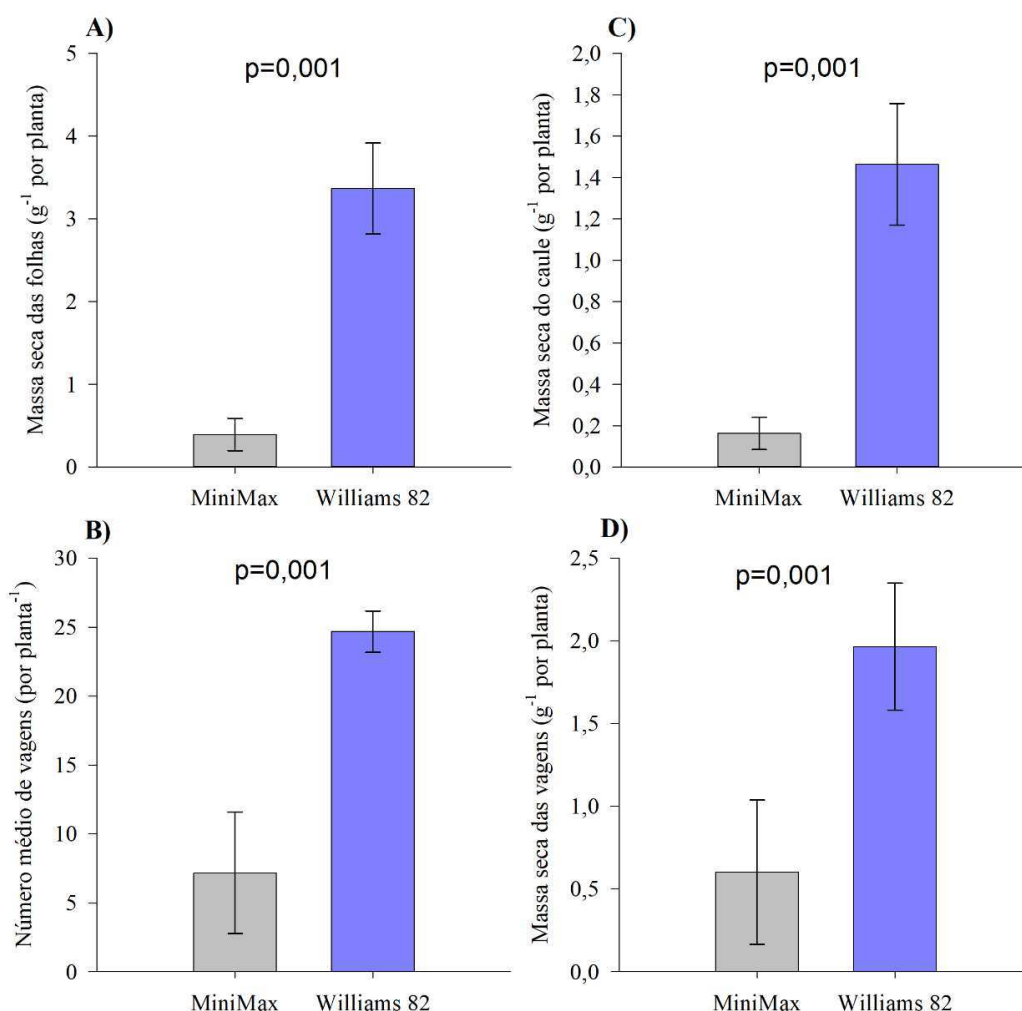 A)
p=0,001
Massa seca das folhas (g⁻¹ por planta)
5
4
3
2
1
0
MiniMax
Williams 82
C)
p=0,001
Massa seca do caule (g⁻¹ por planta)
2,0
1,8
1,6
1,4
1,2
1,0
0,8
0,6
0,4
0,2
0,0
MiniMax
Williams 82
B)
p=0,001
Número médio de vagens (por planta⁻¹)
30
25
20
15
10
5
0
MiniMax
Williams 82
D)
p=0,001
Massa seca das vagens (g⁻¹ por planta)
2,5
2,0
1,5
1,0
0,5
0,0
MiniMax
Williams 82